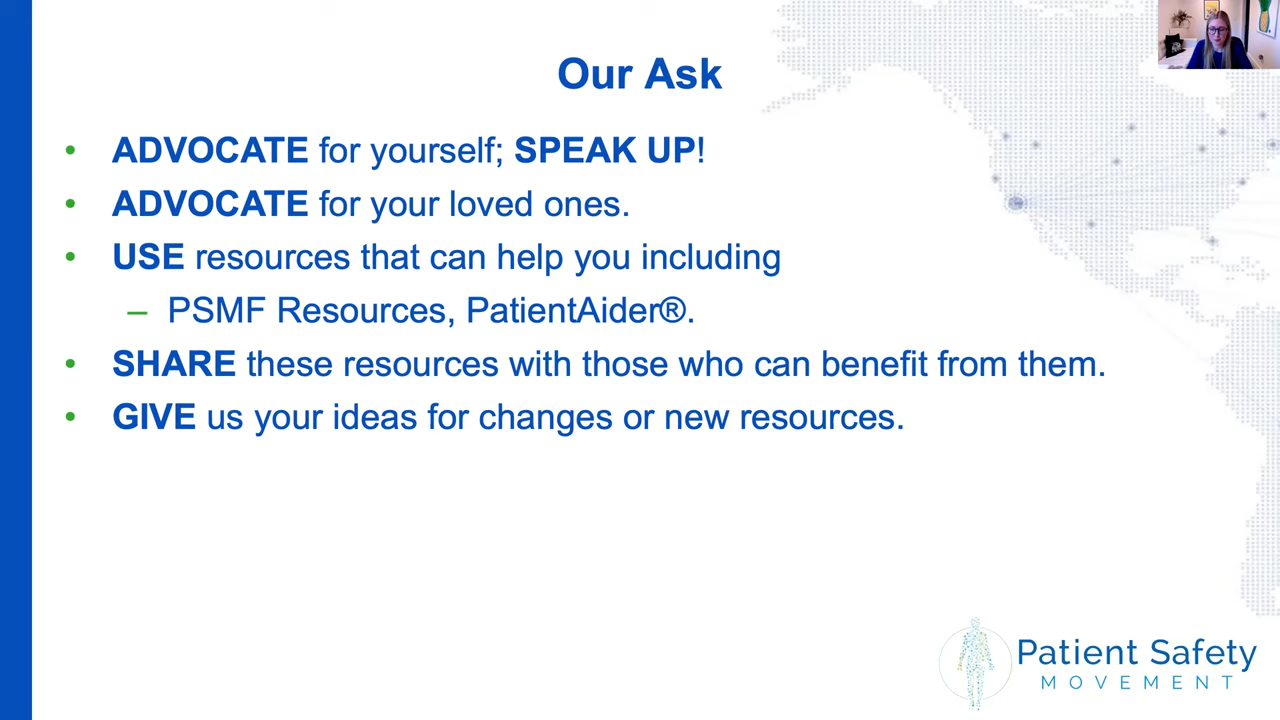 Our Ask
• ADVOCATE for yourself; SPEAK UP!
• ADVOCATE for your loved ones.
• USE resources that can help you including
– PSMF Resources, PatientAider®.
• SHARE these resources with those who can benefit from them.
• GIVE us your ideas for changes or new resources.
Patient Safety
MOVEMENT